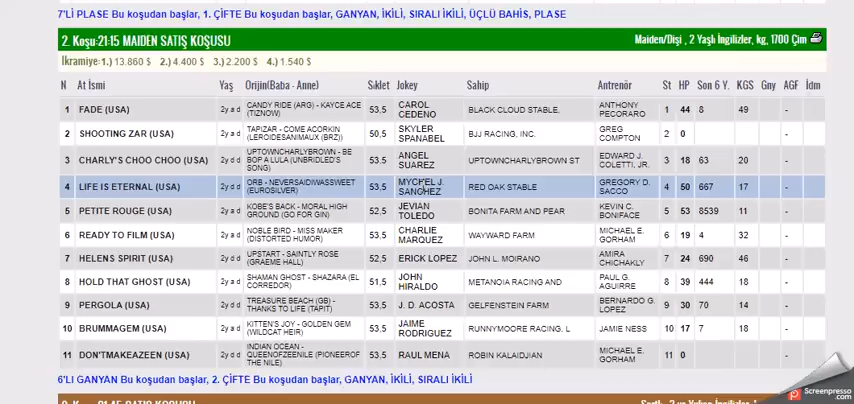 7'Lİ PLASE Bu koşudan başlar, 1. ÇİFTE Bu koşudan başlar, GANYAN, İKİLİ, SIRALI İKİLİ, ÜÇLÜ BAHİS, PLASE
2. Koşu:21:15 MAIDEN SATIŞ KOŞUSU Maiden/Dişi , 2 Yaşlı İngilizler, kg, 1700 Çim
İkramiye:1.) 13.860 $ 2.) 4.400 $ 3.) 2.200 $ 4.) 1.540 $
N At İsmi Yaş Orijin(Baba - Anne) Sıklet Jokey Sahip Antrenör St HP Son 6 Y. KGS Gny AGF İdm
1 FADE (USA) 2y a d CANDY RIDE (ARG) - KAYCE ACE (TIZNOW) 53,5 CAROL CEDENO BLACK CLOUD STABLE, ANTHONY PECORARO 1 44 8 49 -
2 SHOOTING ZAR (USA) 2y a d TAPIZAR - COME ACORKIN (LEROIDESANIMAUX (BRZ)) 50,5 SKYLER SPANABEL BJJ RACING, INC. GREG COMPTON 2 0 -
3 CHARLY'S CHOO CHOO (USA) 2y d d UPTOWNCHARLYBROWN - BE BOP A LULA (UNBRIDLED'S SONG) 53,5 ANGEL SUAREZ UPTOWNCHARLYBROWN ST EDWARD J. COLETTI, JR. 3 18 63 20 -
4 LIFE IS ETERNAL (USA) 2y d d ORB - NEVERSAIDIWASSWEET (EUROSILVER) 53,5 MYCHEL J. SANCHEZ RED OAK STABLE GREGORY D. SACCO 4 50 667 17 -
5 PETITE ROUGE (USA) 2y a d KOBE'S BACK - MORAL HIGH GROUND (GO FOR GIN) 52,5 JEVIAN TOLEDO BONITA FARM AND PEAR KEVIN C. BONIFACE 5 53 8539 11 -
6 READY TO FILM (USA) 2y a d NOBLE BIRD - MISS MAKER (DISTORTED HUMOR) 53,5 CHARLIE MARQUEZ WAYWARD FARM MICHAEL E. GORHAM 6 19 4 32 -
7 HELENS SPIRIT (USA) 2y d d UPSTART - SAINTLY ROSE (GRAEME HALL) 52,5 ERICK LOPEZ JOHN L. MOIRANO AMIRA CHICHAKLY 7 24 690 46 -
8 HOLD THAT GHOST (USA) 2y a d SHAMAN GHOST - SHAZARA (EL CORREDOR) 51,5 JOHN HIRALDO METANOIA RACING AND PAUL G. AGUIRRE 8 39 444 18 -
9 PERGOLA (USA) 2y d d TREASURE BEACH (GB) - THANKS TO LIFE (TAPIT) 53,5 J. D. ACOSTA GELFENSTEIN FARM BERNARDO G. LOPEZ 9 30 70 14 -
10 BRUMMAGEM (USA) 2y a d KITTEN'S JOY - GOLDEN GEM (WILDCAT HEIR) 53,5 JAIME RODRIGUEZ RUNNYMOORE RACING, L JAMIE NESS 10 17 7 18 -
11 DON'TMAKEAZEEN (USA) 2y d d INDIAN OCEAN - QUEENOFZEENILE (PIONEEROF THE NILE) 53,5 RAUL MENA ROBIN KALAIDJIAN MICHAEL E. GORHAM 11 0 -
6'LI GANYAN Bu koşudan başlar, 2. ÇİFTE Bu koşudan başlar, GANYAN, İKİLİ, SIRALI İKİLİ
Screenpresso
.com